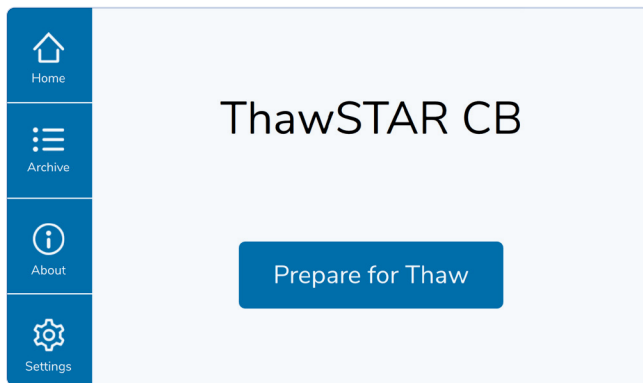 Home
Archive
About
Settings
ThawSTAR CB
Prepare for Thaw